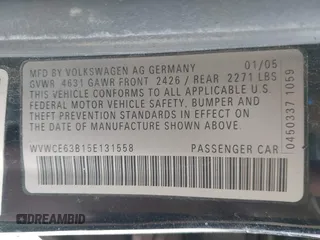 MFD BY VOLKSWAGEN AG GERMANY 01/05
GVWR 4631 GAWR FRONT 2426 / REAR 2271 LBS
THIS VEHICLE CONFORMS TO ALL APPLICABLE U.S.
FEDERAL MOTOR VEHICLE SAFETY, BUMPER AND
THEFT PREVENTION STANDARDS IN EFFECT ON THE
DATE OF MANUFACTURE SHOWN ABOVE.
WVWCE63B15E131558 PASSENGER CAR
0450337 1059
DREAMBID